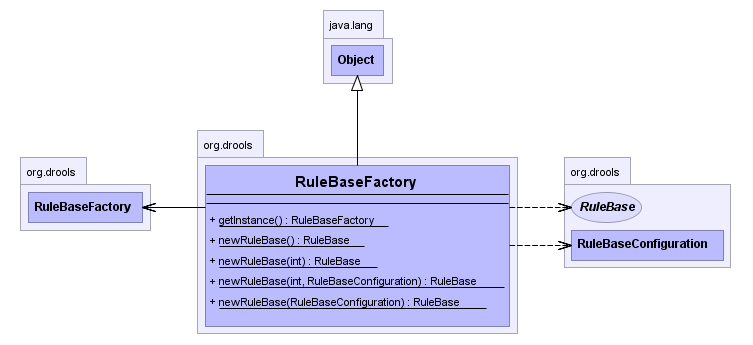 java.lang
Object
org.drools
RuleBaseFactory
org.drools
RuleBaseFactory
+ getInstance() : RuleBaseFactory
+ newRuleBase() : RuleBase
+ newRuleBase(int) : RuleBase
+ newRuleBase(int, RuleBaseConfiguration) : RuleBase
+ newRuleBase(RuleBaseConfiguration) : RuleBase
org.drools
RuleBase
RuleBaseConfiguration